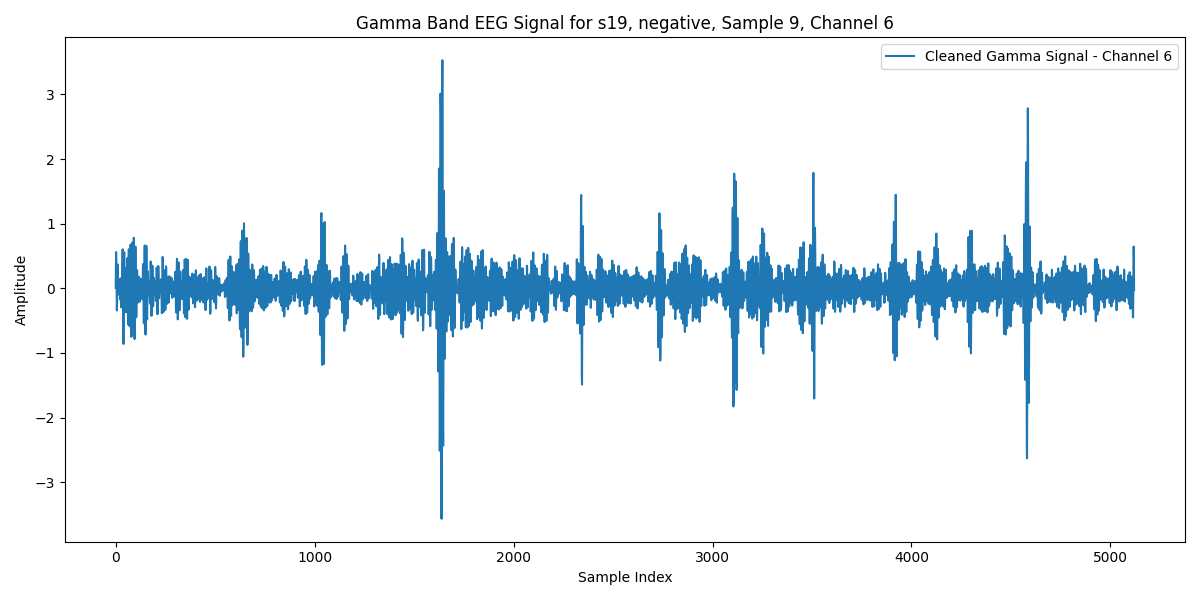 Gamma Band EEG Signal for s19, negative, Sample 9, Channel 6
Cleaned Gamma Signal - Channel 6
3
2
1
0
−1
−2
−3
Amplitude
0 1000 2000 3000 4000 5000
Sample Index